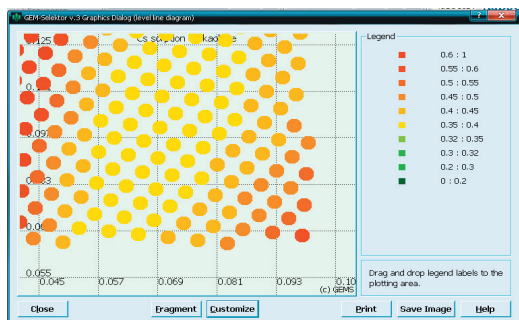 GEM-Selektor v.3 Graphics Dialog (level line diagram)
Cs sorption
0.125
0.055
0.045 0.057 0.069 0.081 0.093 0.10
(c) GEMS
Legend
0.6 : 1
0.55 : 0.6
0.5 : 0.55
0.45 : 0.5
0.4 : 0.45
0.35 : 0.4
0.32 : 0.35
0.3 : 0.32
0.2 : 0.3
0 : 0.2
Drag and drop legend labels to the
plotting area.
Close Fragment Customize Print Save Image Help